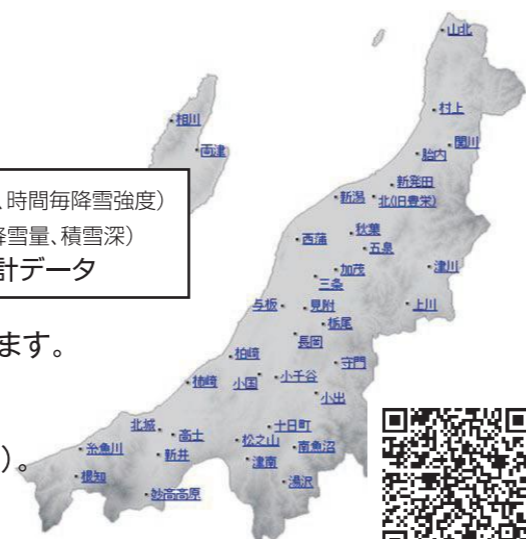 、時間毎降雪強度)
降雪量、積雪深)
計データ
ます。
)。
山北
村上
関川
胎内
相川
両津
新発田
新潟
北(旧豊栄)
秋葉
西蒲
五泉
加茂
津川
三条
与板
見附
上川
栃尾
長岡
柏崎
守門
柿崎
小国
小千谷
小出
北城
十日町
高土
松之山
南魚沼
糸魚川
新井
津南
根知
湯沢
妙高高原